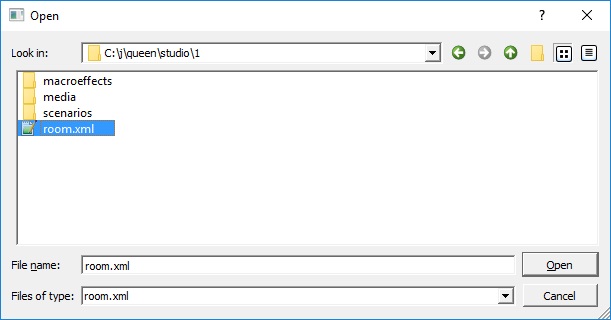 Open
?
Look in:
C:\j\queen\studio\1
macroeffects
media
scenarios
room.xml
File name:
room.xml
Open
Files of type:
room.xml
Cancel